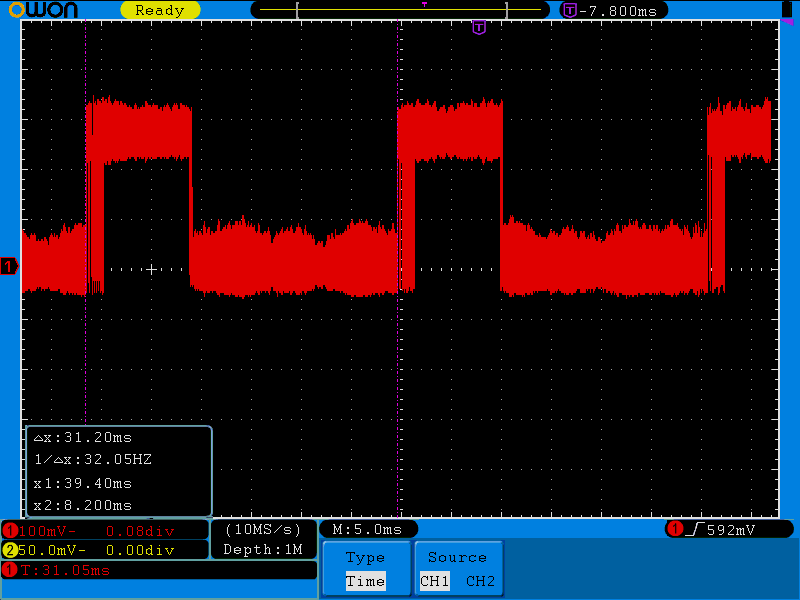 OWON Ready T -7.800ms
T
1
△x:31.20ms
1/△x:32.05HZ
x1:39.40ms
x2:8.200ms
1 100mV- 0.08div (10MS/s) M:5.0ms 1 592mV
2 50.0mV- 0.00div Depth:1M
1 T:31.05ms
Type Source
Time CH1 CH2